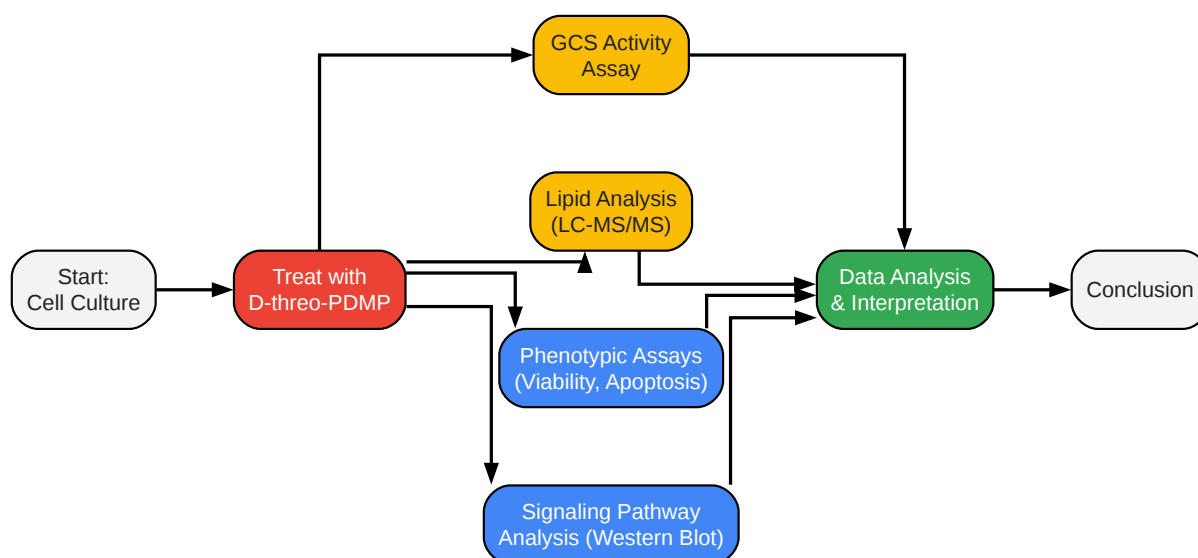 GCS Activity
Assay
Lipid Analysis
(LC-MS/MS)
Start:
Cell Culture
Treat with
D-threo-PDMP
Data Analysis
& Interpretation
Conclusion
Phenotypic Assays
(Viability, Apoptosis)
Signaling Pathway
Analysis (Western Blot)